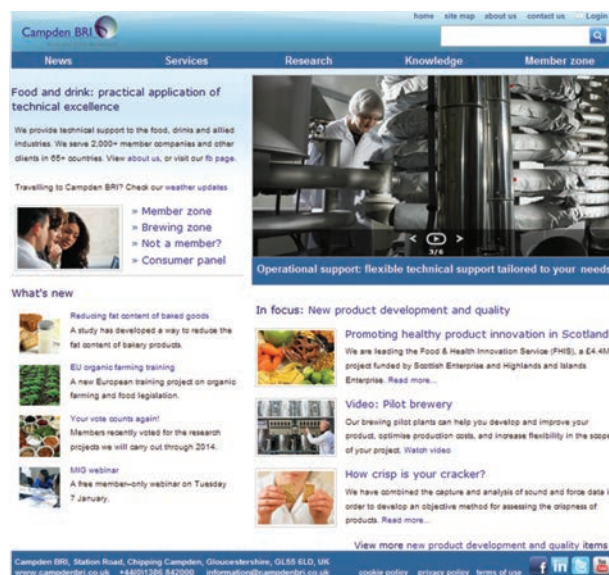 home site map about us contact us Login
Campden BRI
News Services Research Knowledge Member zone
Food and drink: practical application of
technical excellence
We provide technical support to the food, drinks and allied
industries. We serve 2,000+ member companies and other
clients in 65+ countries. View about us, or visit our fb page.
Travelling to Campden BRI? Check our weather updates
» Member zone
» Brewing zone
» Not a member?
» Consumer panel
3/6
Operational support: flexible technical support tailored to your needs
What's new
Reducing fat content of baked goods
A study has developed a way to reduce the
fat content of bakery products.
EU organic farming training
A new European training project on organic
farming and food legislation.
Your vote counts again!
Members recently voted for the research
projects we will carry out through 2014.
MIG webinar
A free member-only webinar on Tuesday
7 January.
In focus: New product development and quality
Promoting healthy product innovation in Scotland
We are leading the Food & Health Innovation Service (FHIS), a £4.4M
project funded by Scottish Enterprise and Highlands and Islands
Enterprise. Read more...
Video: Pilot brewery
Our brewing pilot plants can help you develop and improve your
product, optimise production costs, and increase flexibility in the scope
of your project. Watch video
How crisp is your cracker?
We have combined the capture and analysis of sound and force data in
order to develop an objective method for assessing the crispness of
products. Read more...
View more new product development and quality items
Campden BRI, Station Road, Chipping Campden, Gloucestershire, GL55 6LD, UK
www.campdenbri.co.uk +44(0)1386 842000 information@campdenbri.co.uk
cookie policy privacy policy terms of use
f in You Tube